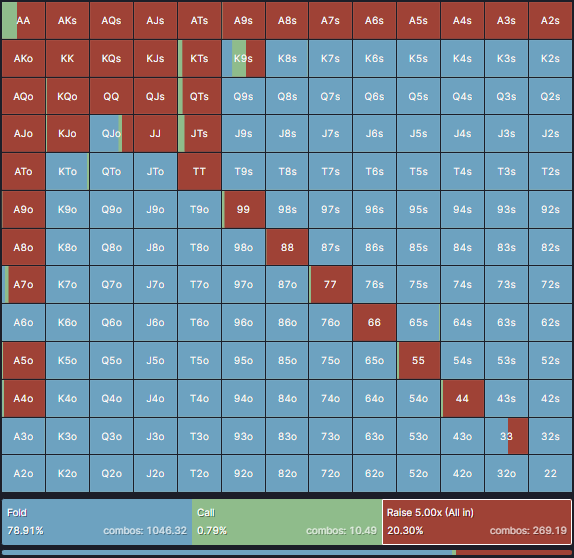 AA AKs AQs AJs ATs A9s A8s A7s A6s A5s A4s A3s A2s
AKo KK KQs KJs KTs K9s K8s K7s K6s K5s K4s K3s K2s
AQo KQo QQ QJs QTs Q9s Q8s Q7s Q6s Q5s Q4s Q3s Q2s
AJo KJo QJo JJ JTs J9s J8s J7s J6s J5s J4s J3s J2s
ATo KTo QTo JTo TT T9s T8s T7s T6s T5s T4s T3s T2s
A9o K9o Q9o J9o T9o 99 98s 97s 96s 95s 94s 93s 92s
A8o K8o Q8o J8o T8o 98o 88 87s 86s 85s 84s 83s 82s
A7o K7o Q7o J7o T7o 97o 87o 77 76s 75s 74s 73s 72s
A6o K6o Q6o J6o T6o 96o 86o 76o 66 65s 64s 63s 62s
A5o K5o Q5o J5o T5o 95o 85o 75o 65o 55 54s 53s 52s
A4o K4o Q4o J4o T4o 94o 84o 74o 64o 54o 44 43s 42s
A3o K3o Q3o J3o T3o 93o 83o 73o 63o 53o 43o 33 32s
A2o K2o Q2o J2o T2o 92o 82o 72o 62o 52o 42o 32o 22
Fold Call Raise 5.00x (All in)
78.91% combos: 1046.32 0.79% combos: 10.49 20.30% combos: 269.19